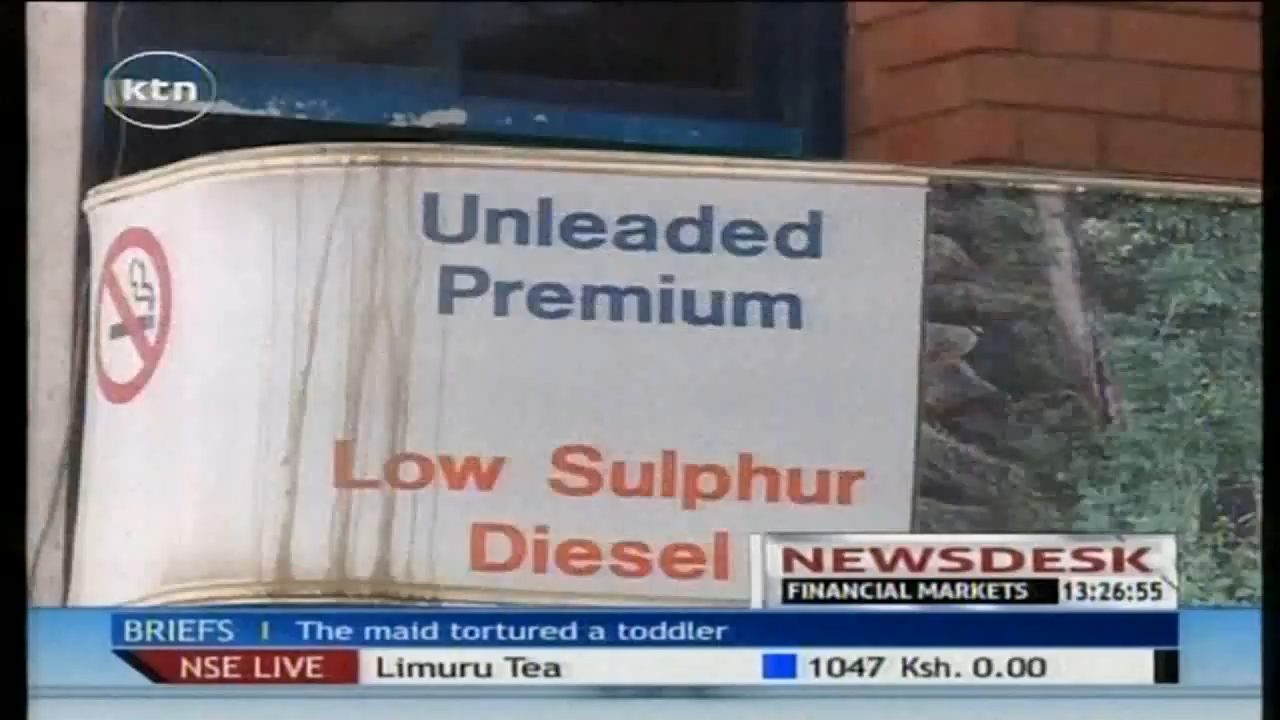 ktn
Unleaded
Premium
Low Sulphur
Diesel
NEWSDESK
FINANCIAL MARKETS 13:26:55
BRIEFS I The maid tortured a toddler
NSE LIVE Limuru Tea 1047 Ksh. 0.00